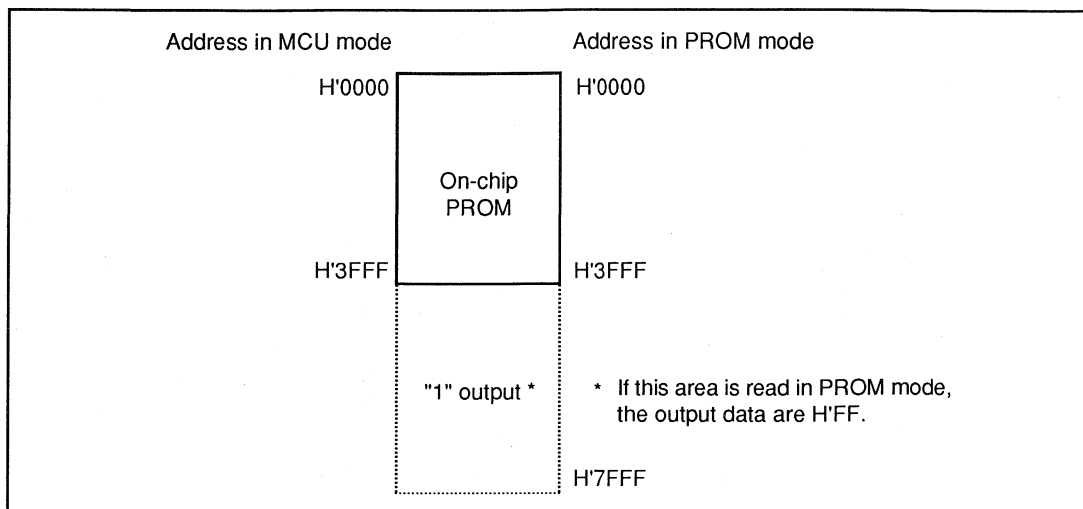 Address in MCU mode
Address in PROM mode
H'0000
H'0000
On-chip
PROM
H'3FFF
H'3FFF
"1" output *
* If this area is read in PROM mode,
the output data are H'FF.
H'7FFF